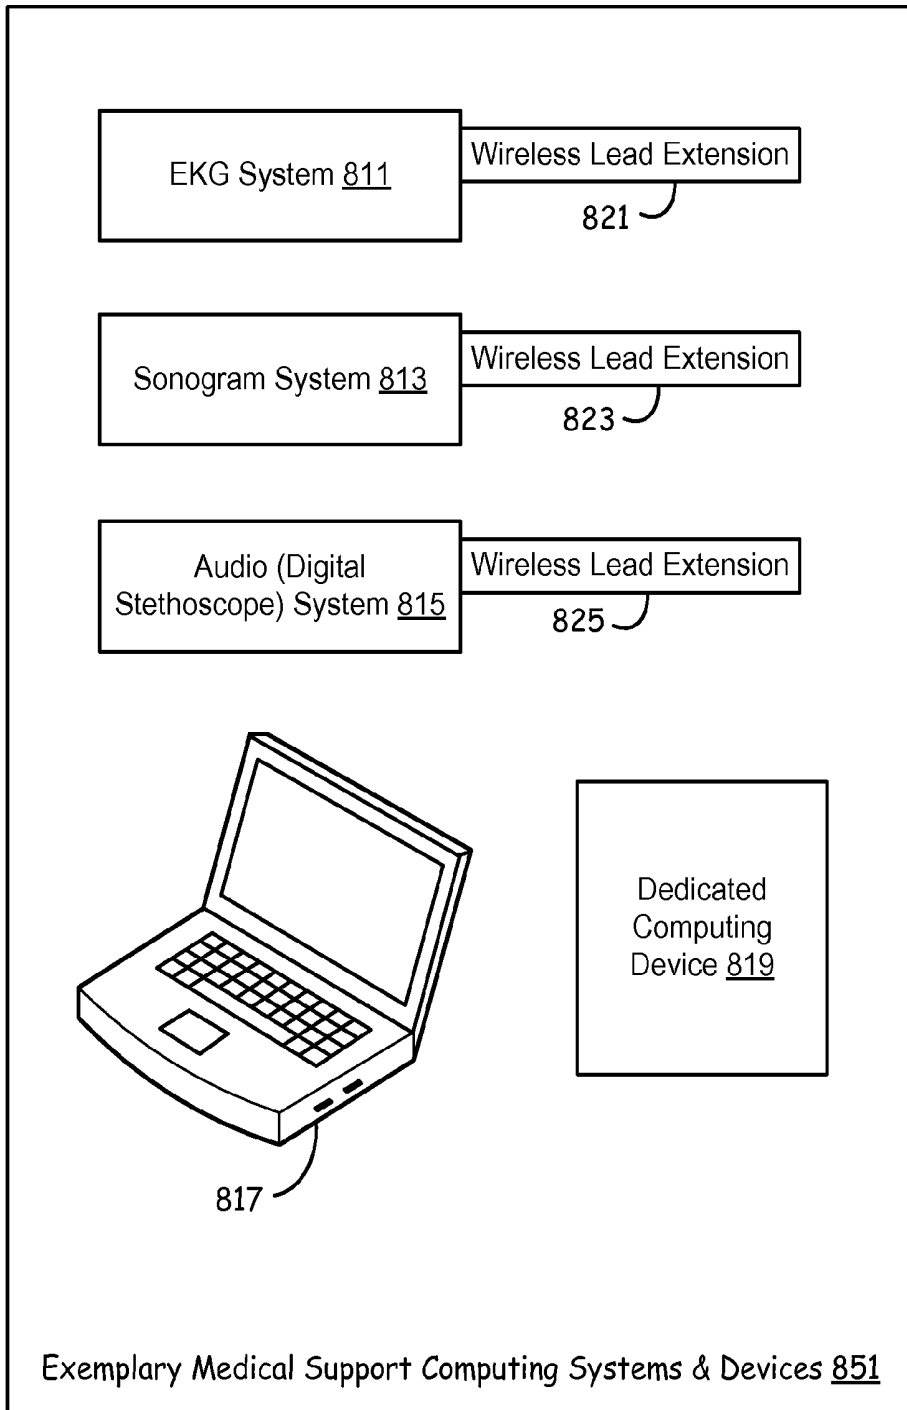 EKG System 811
Wireless Lead Extension
821
Sonogram System 813
Wireless Lead Extension
823
Audio (Digital
Stethoscope) System 815
Wireless Lead Extension
825
Dedicated
Computing
Device 819
817
Exemplary Medical Support Computing Systems & Devices 851